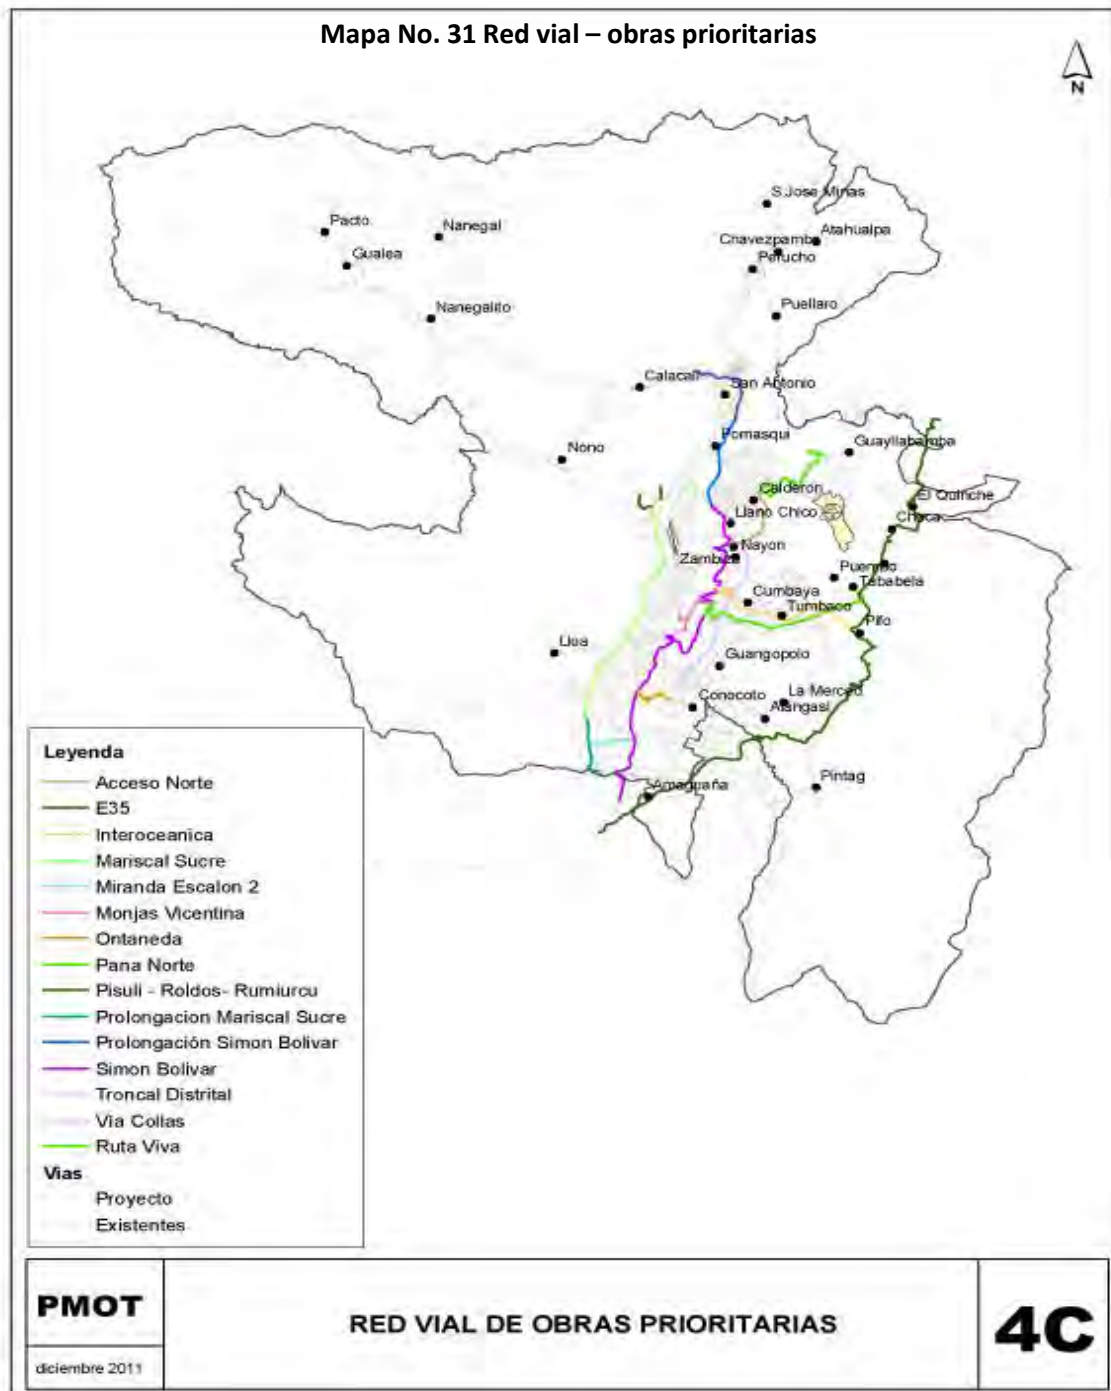 Mapa No. 31 Red vial – obras prioritarias
N
S.Jose Minas
Pacto
Nanegal
Atahualpa
Chavezpamb
Gualea
Perucho
Nanegalito
Puellaro
Calacali
San Antonio
Pomasqui
Nono
Guayllabamba
Calderon
El Quinche
Llano Chico
Checa
Nayon
Zambiza
Puembo
Tababela
Cumbaya
Tumbaco
Pifo
Lloa
Guangopolo
La Merced
Conocoto
Alangasi
Pintag
Amaguaña
Leyenda
Acceso Norte
E35
Interoceanica
Mariscal Sucre
Miranda Escalon 2
Monjas Vicentina
Ontaneda
Pana Norte
Pisuli - Roldos- Rumiurcu
Prolongacion Mariscal Sucre
Prolongación Simon Bolivar
Simon Bolivar
Troncal Distrital
Via Collas
Ruta Viva
Vias
Proyecto
Existentes
PMOT
diciembre 2011
RED VIAL DE OBRAS PRIORITARIAS
4C